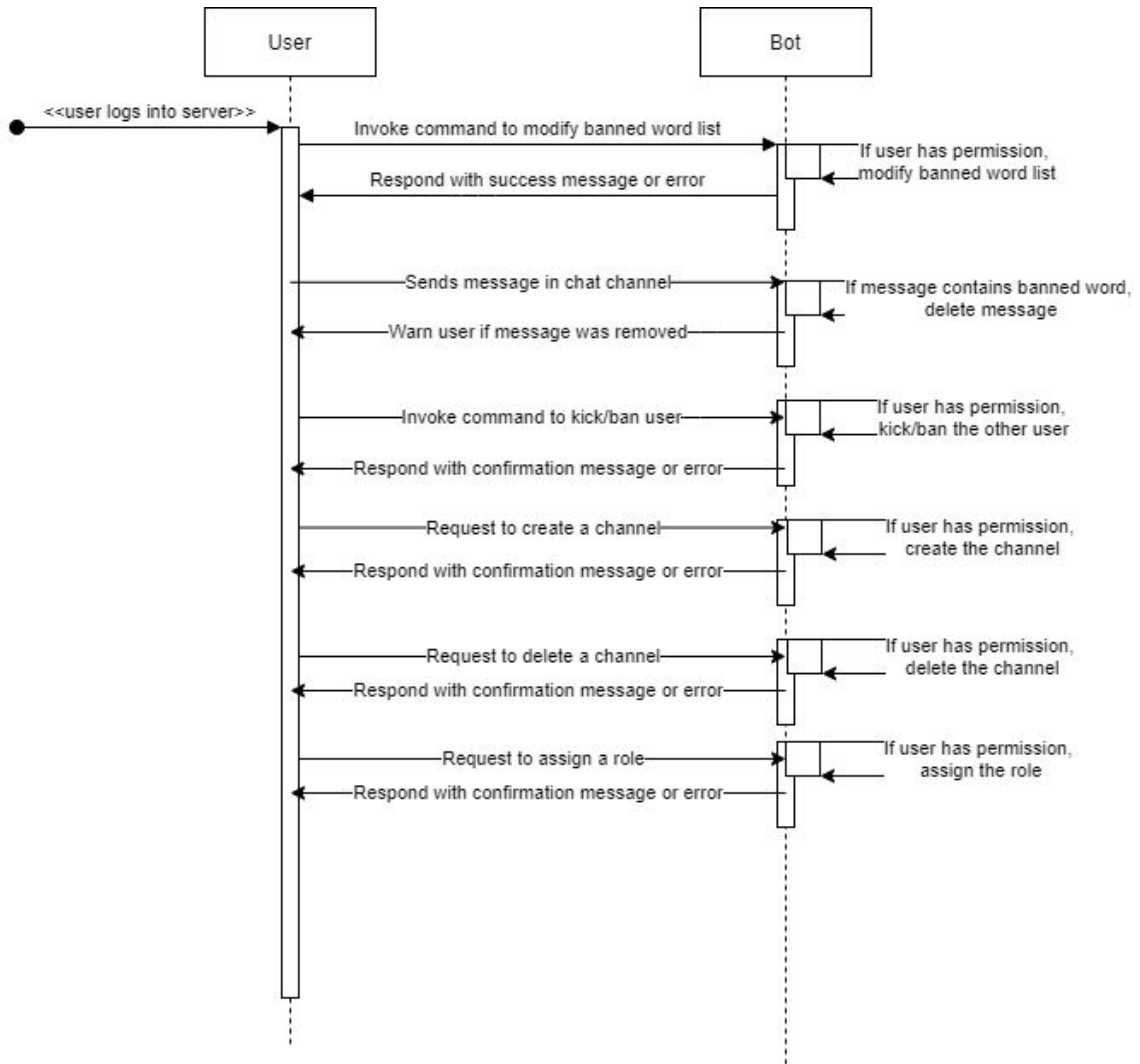 User
Bot
<<user logs into server>>
Invoke command to modify banned word list
If user has permission,
modify banned word list
Respond with success message or error
Sends message in chat channel
If message contains banned word,
delete message
Warn user if message was removed
Invoke command to kick/ban user
If user has permission,
kick/ban the other user
Respond with confirmation message or error
Request to create a channel
If user has permission,
create the channel
Respond with confirmation message or error
Request to delete a channel
If user has permission,
delete the channel
Respond with confirmation message or error
Request to assign a role
If user has permission,
assign the role
Respond with confirmation message or error